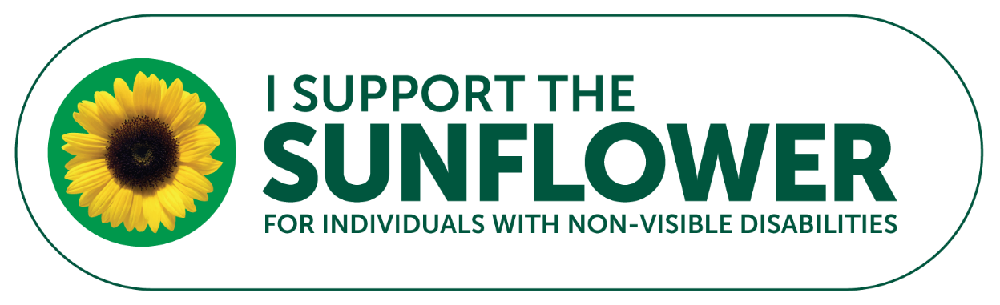 I SUPPORT THE
SUNFLOWER
FOR INDIVIDUALS WITH NON-VISIBLE DISABILITIES